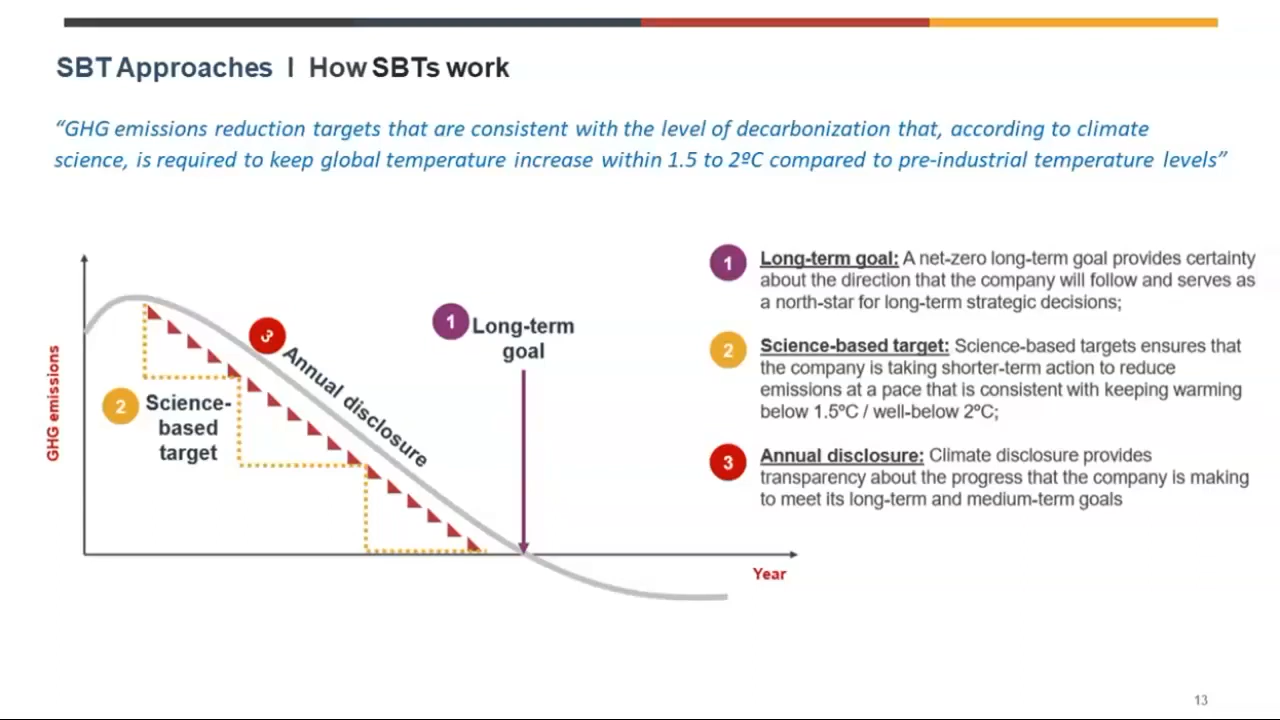 SBT Approaches I How SBTs work
“GHG emissions reduction targets that are consistent with the level of decarbonization that, according to climate
science, is required to keep global temperature increase within 1.5 to 2ºC compared to pre-industrial temperature levels”
GHG emissions
2
Science-
based
target
3
Annual disclosure
1
Long-term
goal
Year
1
Long-term goal: A net-zero long-term goal provides certainty
about the direction that the company will follow and serves as
a north-star for long-term strategic decisions;
2
Science-based target: Science-based targets ensures that
the company is taking shorter-term action to reduce
emissions at a pace that is consistent with keeping warming
below 1.5ºC / well-below 2ºC;
3
Annual disclosure: Climate disclosure provides
transparency about the progress that the company is making
to meet its long-term and medium-term goals
13